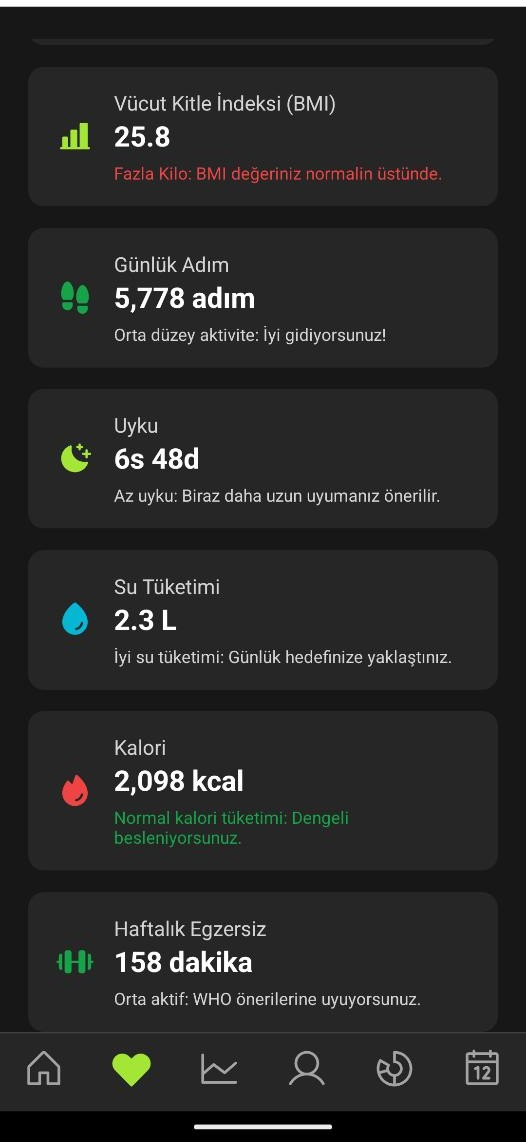 Vücut Kitle İndeksi (BMI)
25.8
Fazla Kilo: BMI değeriniz normalin üstünde.
Günlük Adım
5,778 adım
Orta düzey aktivite: İyi gidiyorsunuz!
Uyku
6s 48d
Az uyku: Biraz daha uzun uyumanız önerilir.
Su Tüketimi
2.3 L
İyi su tüketimi: Günlük hedefinize yaklaştınız.
Kalori
2,098 kcal
Normal kalori tüketimi: Dengeli
besleniyorsunuz.
Haftalık Egzersiz
158 dakika
Orta aktif: WHO önerilerine uyuyorsunuz.
12